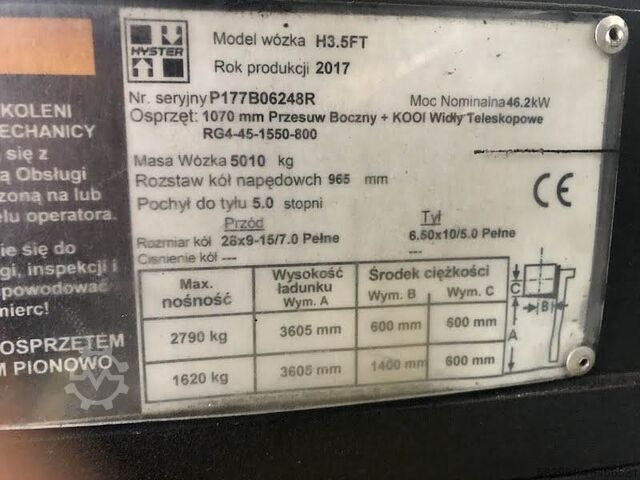 HYSTER
Model wózka H3.5FT
Rok produkcji 2017
Nr. seryjny P177B06248R Moc Nominalna 46.2kW
Osprzęt: 1070 mm Przesuw Boczny + KOOI Widły Teleskopowe
RG4-45-1550-800
Masa Wózka 5010 kg
Rozstaw kół napędowch 965 mm
Pochył do tyłu 5.0 stopni
CE
Przód Tył
Rozmiar kół 28x9-15/7.0 Pełne 6.50x10/5.0 Pełne
Ciśnienie kół --- ---
Max. nośność Wysokość ładunku Wym. A Środek ciężkości Wym. B Wym. C
2790 kg 3605 mm 600 mm 600 mm
1620 kg 3605 mm 1400 mm 600 mm
C B A
KOLENI
ECHANICY
się z
Obsługi
zoną na lub
elu operatora.
ie się do
gi, inspekcji i
powodować
mierc!
OSPRZĘTEM
M PIONOWO